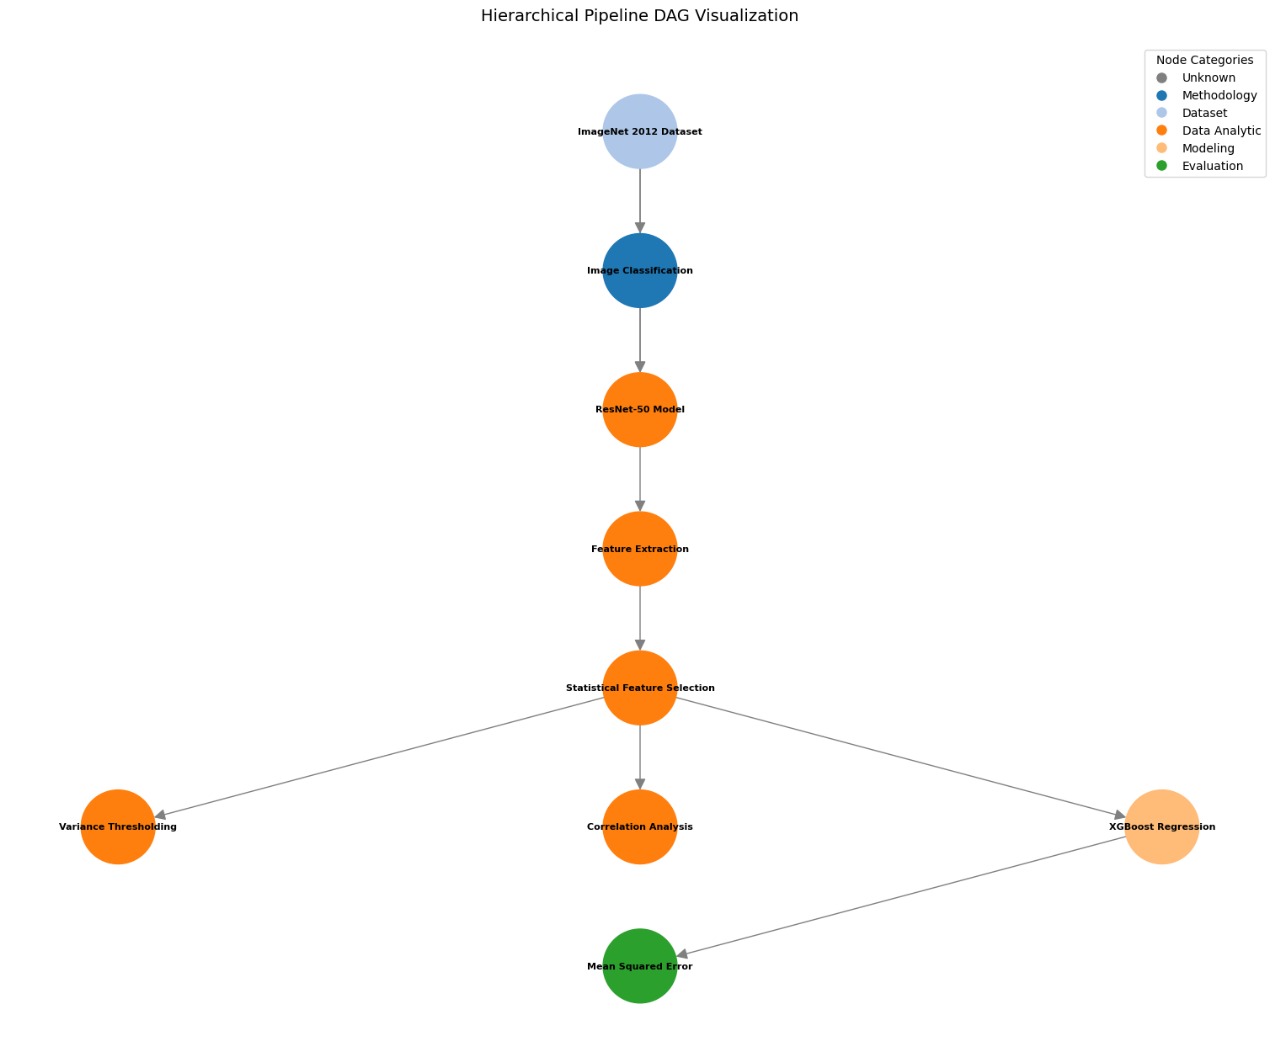 Hierarchical Pipeline DAG Visualization
Node Categories
Unknown
Methodology
Dataset
Data Analytic
Modeling
Evaluation
ImageNet 2012 Dataset
Image Classification
ResNet-50 Model
Feature Extraction
Statistical Feature Selection
Variance Thresholding
Correlation Analysis
XGBoost Regression
Mean Squared Error